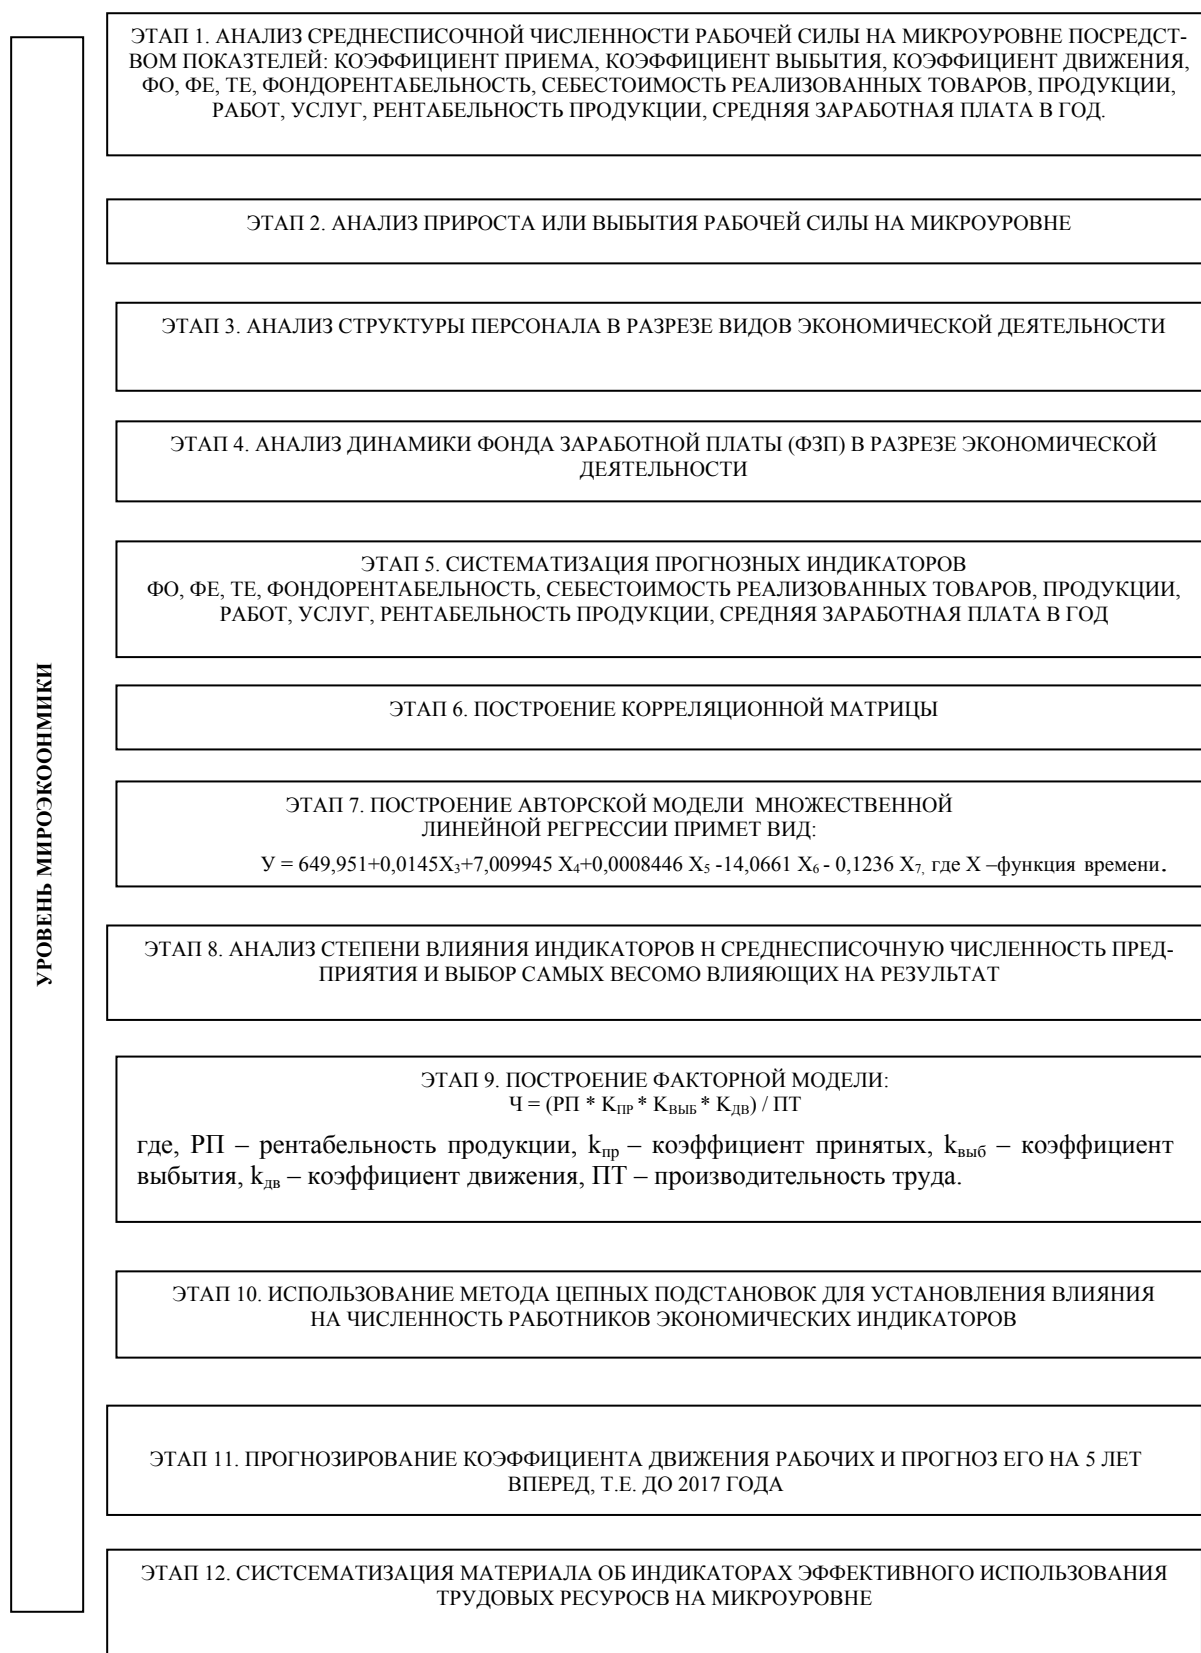 УРОВЕНЬ МИРОЭКООНМИКИ
ЭТАП 1. АНАЛИЗ СРЕДНЕСПИСОЧНОЙ ЧИСЛЕННОСТИ РАБОЧЕЙ СИЛЫ НА МИКРОУРОВНЕ ПОСРЕДСТ-
ВОМ ПОКАЗТЕЛЕЙ: КОЭФФИЦИЕНТ ПРИЕМА, КОЭФФИЦИЕНТ ВЫБЫТИЯ, КОЭФФИЦИЕНТ ДВИЖЕНИЯ,
ФО, ФЕ, ТЕ, ФОНДОРЕНТАБЕЛЬНОСТЬ, СЕБЕСТОИМОСТЬ РЕАЛИЗОВАННЫХ ТОВАРОВ, ПРОДУКЦИИ,
РАБОТ, УСЛУГ, РЕНТАБЕЛЬНОСТЬ ПРОДУКЦИИ, СРЕДНЯЯ ЗАРАБОТНАЯ ПЛАТА В ГОД.
ЭТАП 2. АНАЛИЗ ПРИРОСТА ИЛИ ВЫБЫТИЯ РАБОЧЕЙ СИЛЫ НА МИКРОУРОВНЕ
ЭТАП 3. АНАЛИЗ СТРУКТУРЫ ПЕРСОНАЛА В РАЗРЕЗЕ ВИДОВ ЭКОНОМИЧЕСКОЙ ДЕЯТЕЛЬНОСТИ
ЭТАП 4. АНАЛИЗ ДИНАМИКИ ФОНДА ЗАРАБОТНОЙ ПЛАТЫ (ФЗП) В РАЗРЕЗЕ ЭКОНОМИЧЕСКОЙ
ДЕЯТЕЛЬНОСТИ
ЭТАП 5. СИСТЕМАТИЗАЦИЯ ПРОГНОЗНЫХ ИНДИКАТОРОВ
ФО, ФЕ, ТЕ, ФОНДОРЕНТАБЕЛЬНОСТЬ, СЕБЕСТОИМОСТЬ РЕАЛИЗОВАННЫХ ТОВАРОВ, ПРОДУКЦИИ,
РАБОТ, УСЛУГ, РЕНТАБЕЛЬНОСТЬ ПРОДУКЦИИ, СРЕДНЯЯ ЗАРАБОТНАЯ ПЛАТА В ГОД
ЭТАП 6. ПОСТРОЕНИЕ КОРРЕЛЯЦИОННОЙ МАТРИЦЫ
ЭТАП 7. ПОСТРОЕНИЕ АВТОРСКОЙ МОДЕЛИ МНОЖЕСТВЕННОЙ
ЛИНЕЙНОЙ РЕГРЕССИИ ПРИМЕТ ВИД:
У = 649,951+0,0145X₃+7,009945 X₄+0,0008446 X₅ -14,0661 X₆ - 0,1236 X₇, где X –функция времени.
ЭТАП 8. АНАЛИЗ СТЕПЕНИ ВЛИЯНИЯ ИНДИКАТОРОВ Н СРЕДНЕСПИСОЧНУЮ ЧИСЛЕННОСТЬ ПРЕД-
ПРИЯТИЯ И ВЫБОР САМЫХ ВЕСОМО ВЛИЯЮЩИХ НА РЕЗУЛЬТАТ
ЭТАП 9. ПОСТРОЕНИЕ ФАКТОРНОЙ МОДЕЛИ:
Ч = (РП * KПР * KВЫБ * KДВ) / ПТ
где, РП – рентабельность продукции, kпр – коэффициент принятых, kвыб – коэффициент
выбытия, kдв – коэффициент движения, ПТ – производительность труда.
ЭТАП 10. ИСПОЛЬЗОВАНИЕ МЕТОДА ЦЕПНЫХ ПОДСТАНОВОК ДЛЯ УСТАНОВЛЕНИЯ ВЛИЯНИЯ
НА ЧИСЛЕННОСТЬ РАБОТНИКОВ ЭКОНОМИЧЕСКИХ ИНДИКАТОРОВ
ЭТАП 11. ПРОГНОЗИРОВАНИЕ КОЭФФИЦИЕНТА ДВИЖЕНИЯ РАБОЧИХ И ПРОГНОЗ ЕГО НА 5 ЛЕТ
ВПЕРЕД, Т.Е. ДО 2017 ГОДА
ЭТАП 12. СИСТСЕМАТИЗАЦИЯ МАТЕРИАЛА ОБ ИНДИКАТОРАХ ЭФФЕКТИВНОГО ИСПОЛЬЗОВАНИЯ
ТРУДОВЫХ РЕСУРОСВ НА МИКРОУРОВНЕ